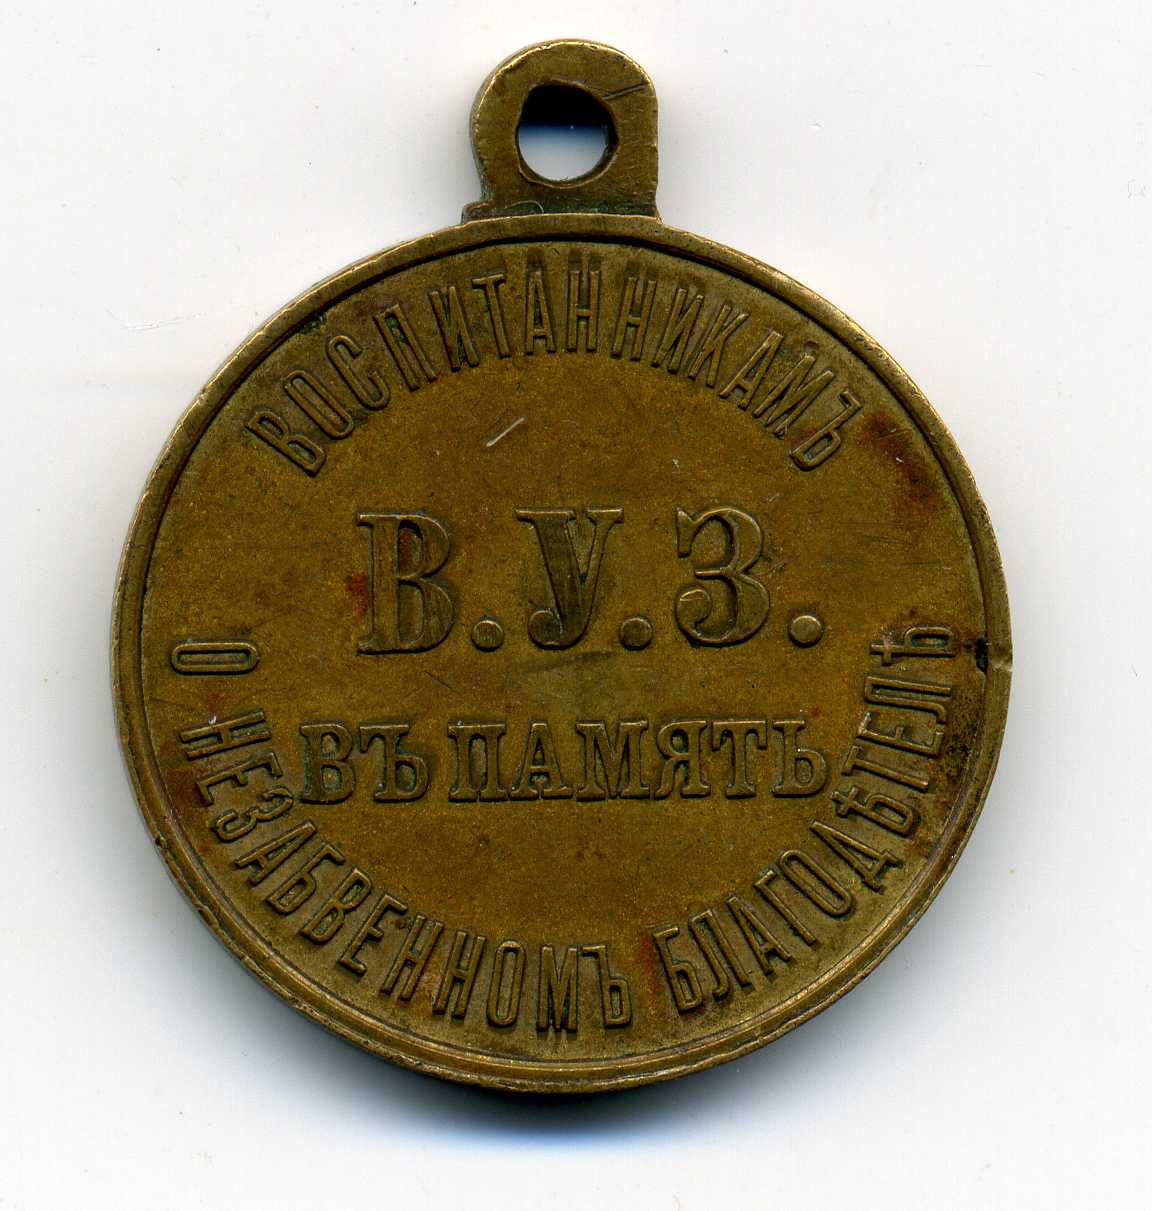 ВОСПИТАННИКАМЪ
В.У.З.
ВЪ ПАМЯТЬ
О НЕЗАБВЕННОМЪ БЛАГОДѢТЕЛѢ